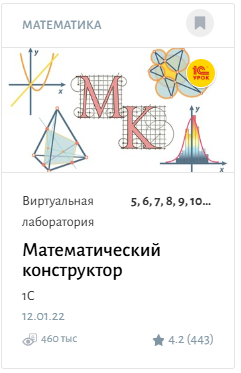 МАТЕМАТИКА
y
x
МК
1С
УРОК
y
x
Виртуальная лаборатория
5, 6, 7, 8, 9, 10...
Математический
конструктор
1С
12.01.22
460 тыс
4.2 (443)